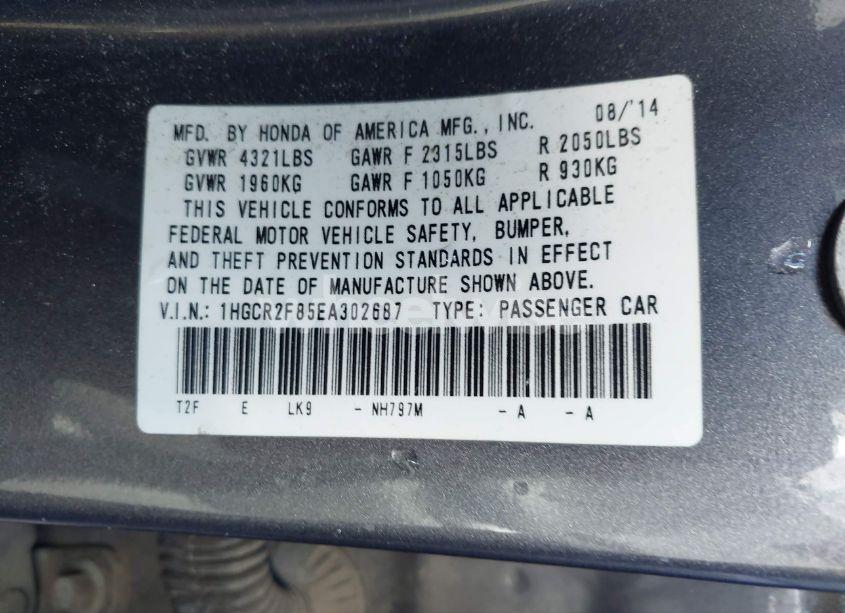 MFD. BY HONDA OF AMERICA MFG., INC. 08/'14
GVWR 4321LBS GAWR F 2315LBS R 2050LBS
GVWR 1960KG GAWR F 1050KG R 930KG
THIS VEHICLE CONFORMS TO ALL APPLICABLE
FEDERAL MOTOR VEHICLE SAFETY, BUMPER,
AND THEFT PREVENTION STANDARDS IN EFFECT
ON THE DATE OF MANUFACTURE SHOWN ABOVE.
V.I.N.: 1HGCR2F85EA302687 TYPE: PASSENGER CAR
T2F E LK9 - NH797M - A - A